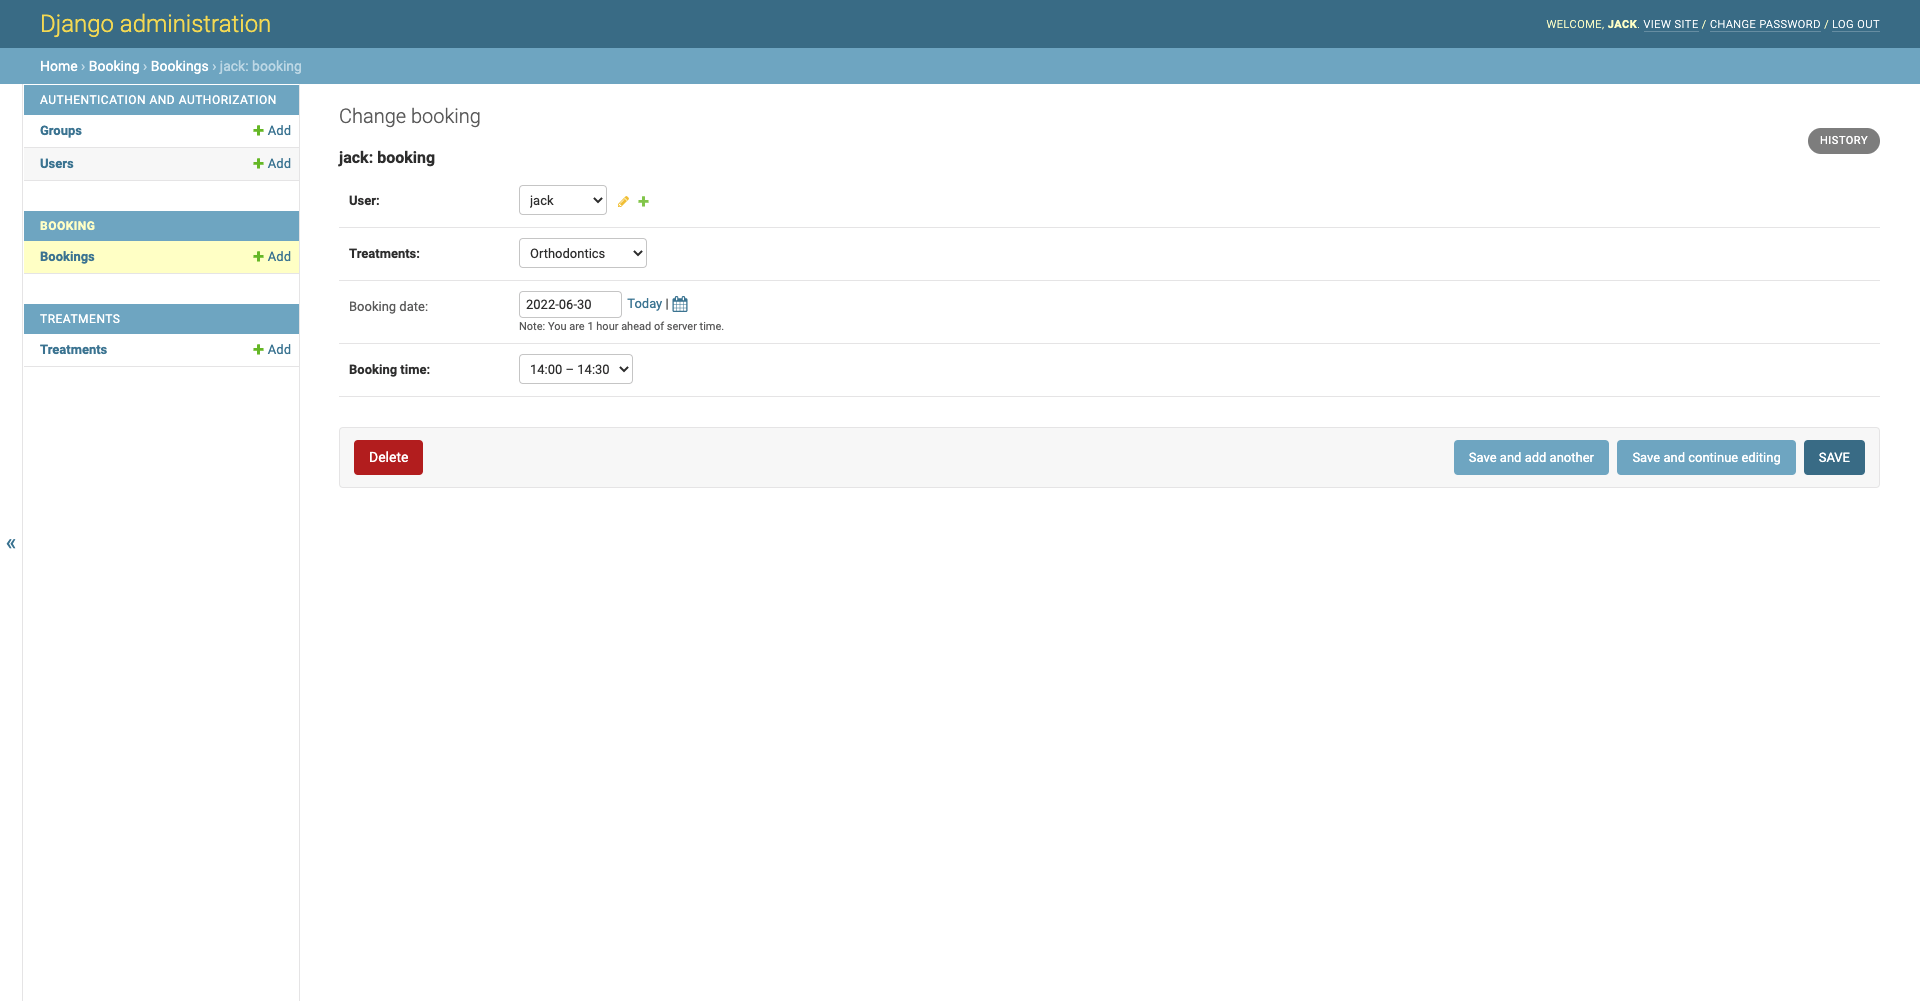 Django administration
WELCOME, JACK. VIEW SITE / CHANGE PASSWORD / LOG OUT
Home › Booking › Bookings › jack: booking
AUTHENTICATION AND AUTHORIZATION
Groups Add
Users Add
BOOKING
Bookings Add
TREATMENTS
Treatments Add
«
Change booking
HISTORY
jack: booking
User: jack
Treatments: Orthodontics
Booking date: 2022-06-30 Today |
Note: You are 1 hour ahead of server time.
Booking time: 14:00 – 14:30
Delete Save and add another Save and continue editing SAVE